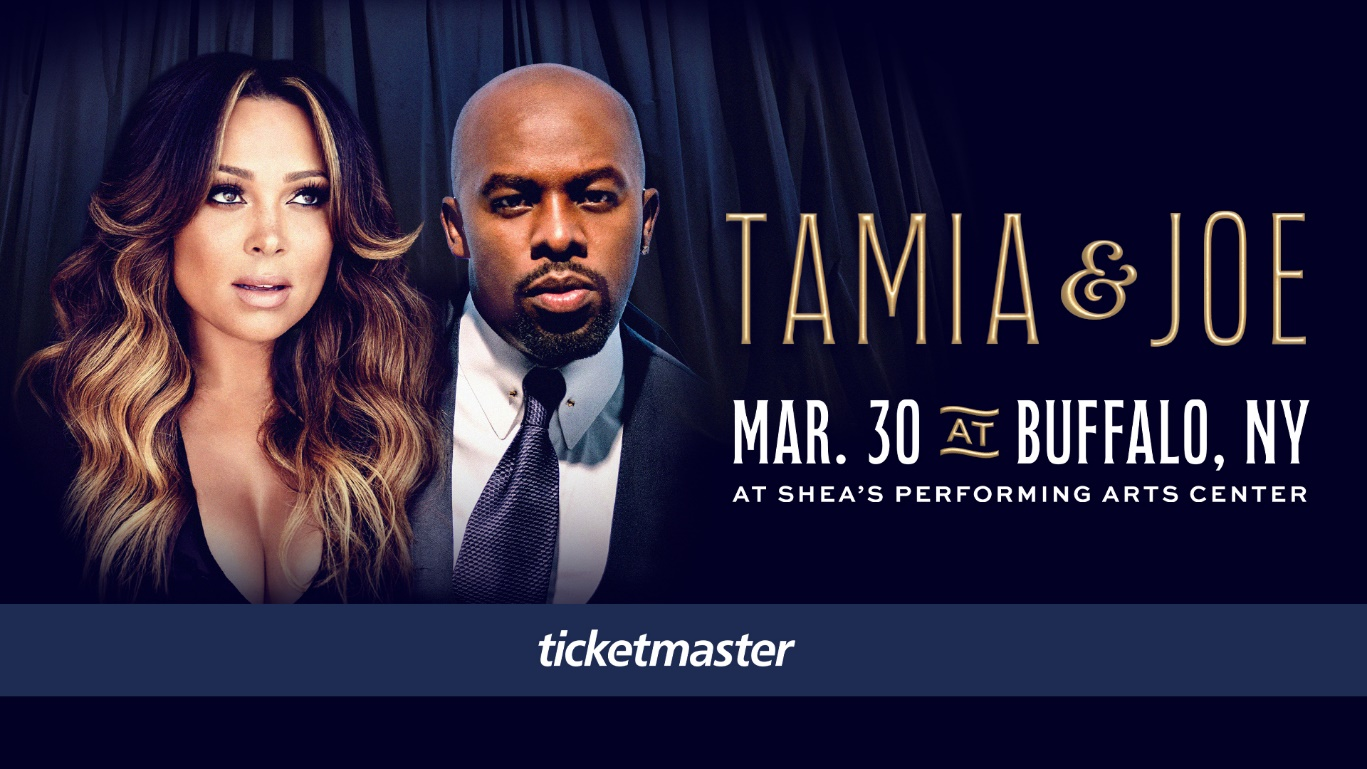 TAMIA & JOE
MAR. 30 AT BUFFALO, NY
AT SHEA'S PERFORMING ARTS CENTER
ticketmaster